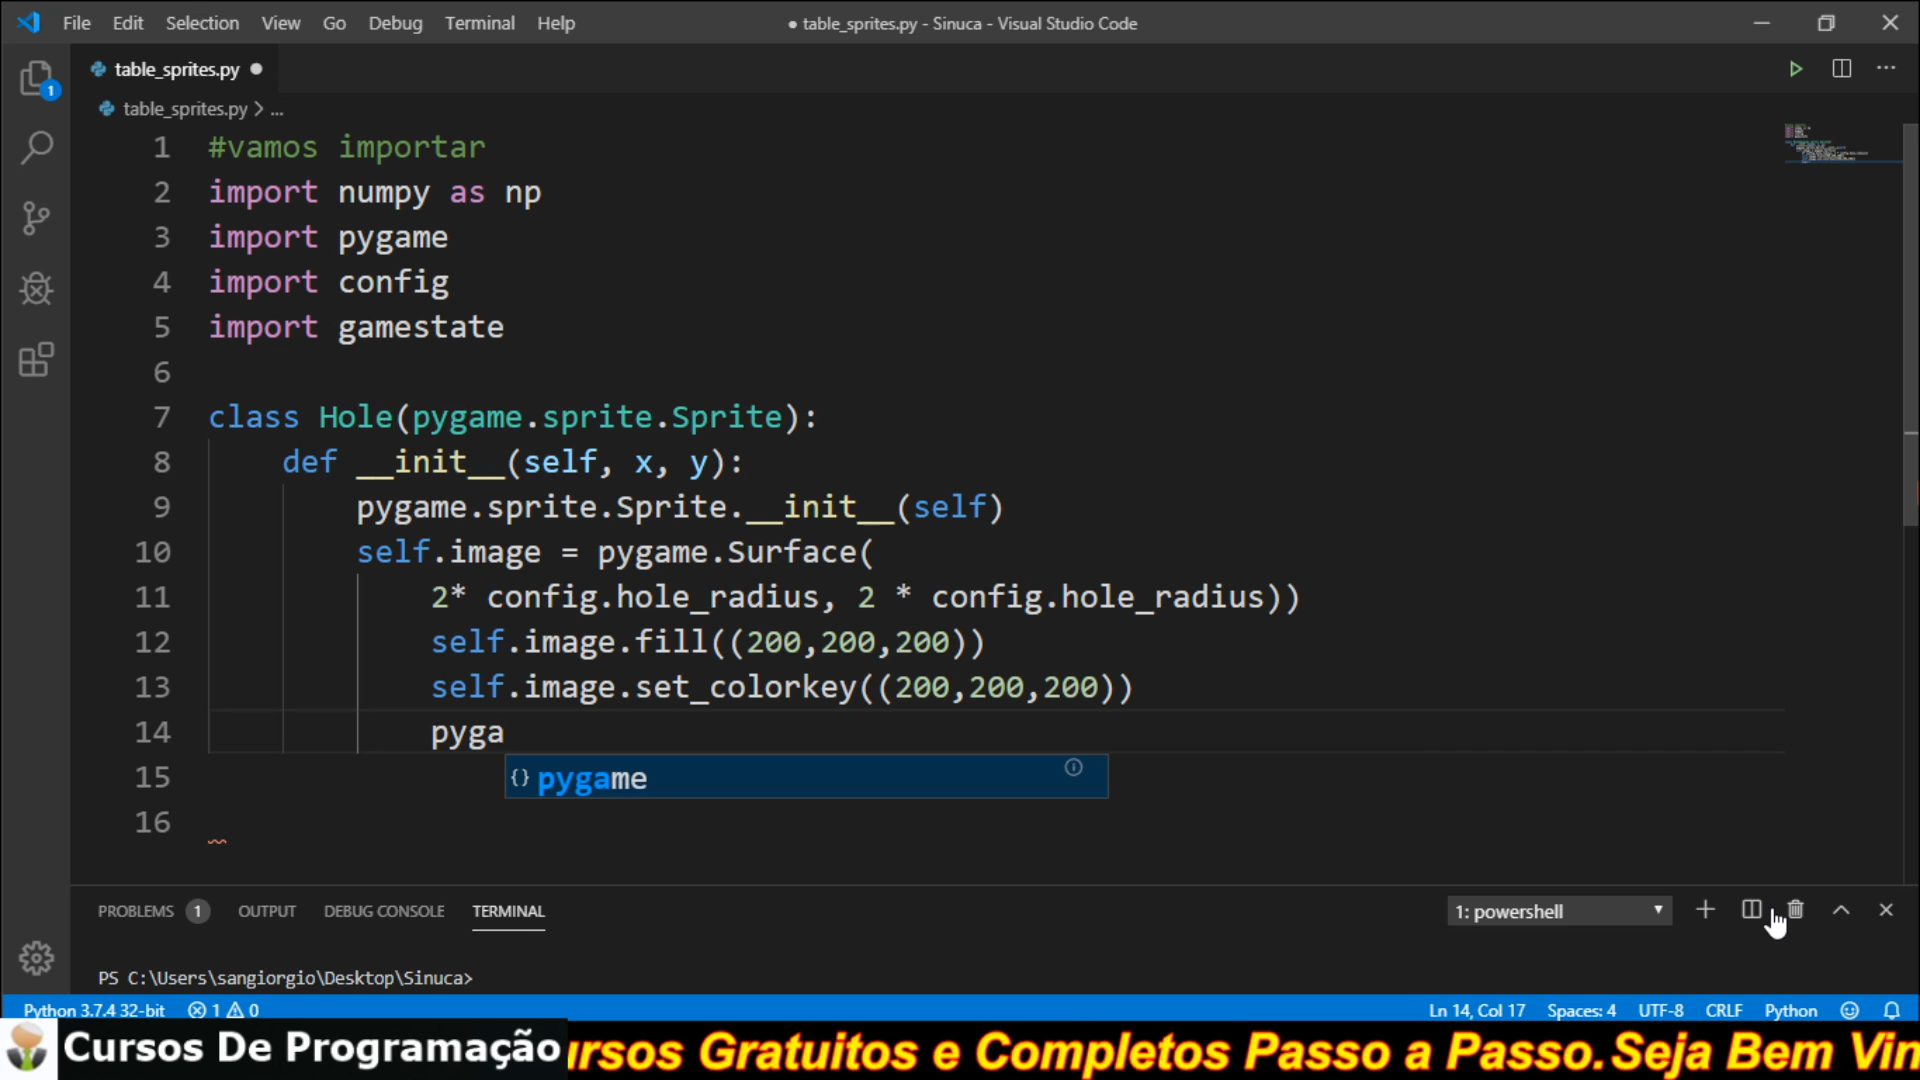 File Edit Selection View Go Debug Terminal Help
● table_sprites.py - Sinuca - Visual Studio Code
table_sprites.py ●
table_sprites.py > ...
1
1 #vamos importar
2 import numpy as np
3 import pygame
4 import config
5 import gamestate
6
7 class Hole(pygame.sprite.Sprite):
8 def __init__(self, x, y):
9 pygame.sprite.Sprite.__init__(self)
10 self.image = pygame.Surface(
11 2* config.hole_radius, 2 * config.hole_radius))
12 self.image.fill((200,200,200))
13 self.image.set_colorkey((200,200,200))
14 pyga
{} pygame
15
16
PROBLEMS 1 OUTPUT DEBUG CONSOLE TERMINAL
1: powershell
PS C:\Users\sangiorgio\Desktop\Sinuca>
Python 3.7.4 32-bit 1 0 Ln 14, Col 17 Spaces: 4 UTF-8 CRLF Python
Cursos De Programação
ursos Gratuitos e Completos Passo a Passo. Seja Bem Vin